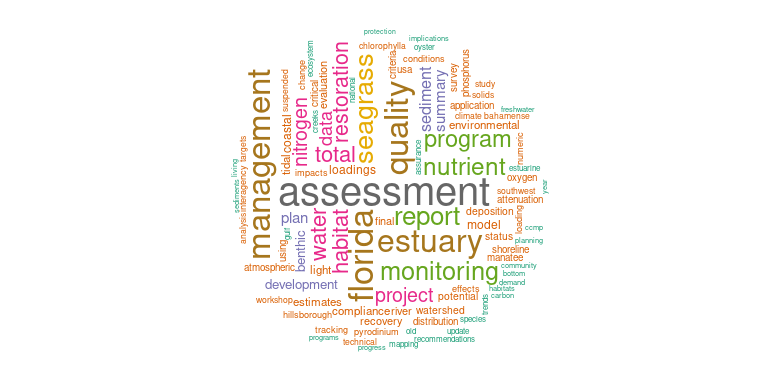 protection
implications
oyster
chlorophylla
ecosystem
conditions
change
restoration
seagrass
quality
criteria
usa
survey
phosphorus
suspended
critical
evaluation
national
sediment
summary
study
solids
management
nitrogen
data
application
freshwater
climate bahamense
coastal
creeks
environmental
program
numeric
targets
tidal
total
assurance
nutrient
estuarine
living
interagency
impacts
loadings
oxygen
sediments
assessment
southwest
year
attenuation
analysis
plan
water
habitat
florida
final
report
deposition
loading
model
ccmp
gulf
using
benthic
estuary
status
planning
shoreline
manatee
atmospheric
light
monitoring
community
bottom
demand
development
project
effects
potential
habitats
carbon
workshop
estimates
trends
hillsborough
compliance
river
watershed
recovery
distribution
species
tracking
pyrodinium
old
update
programs
technical
progress
mapping
recommendations